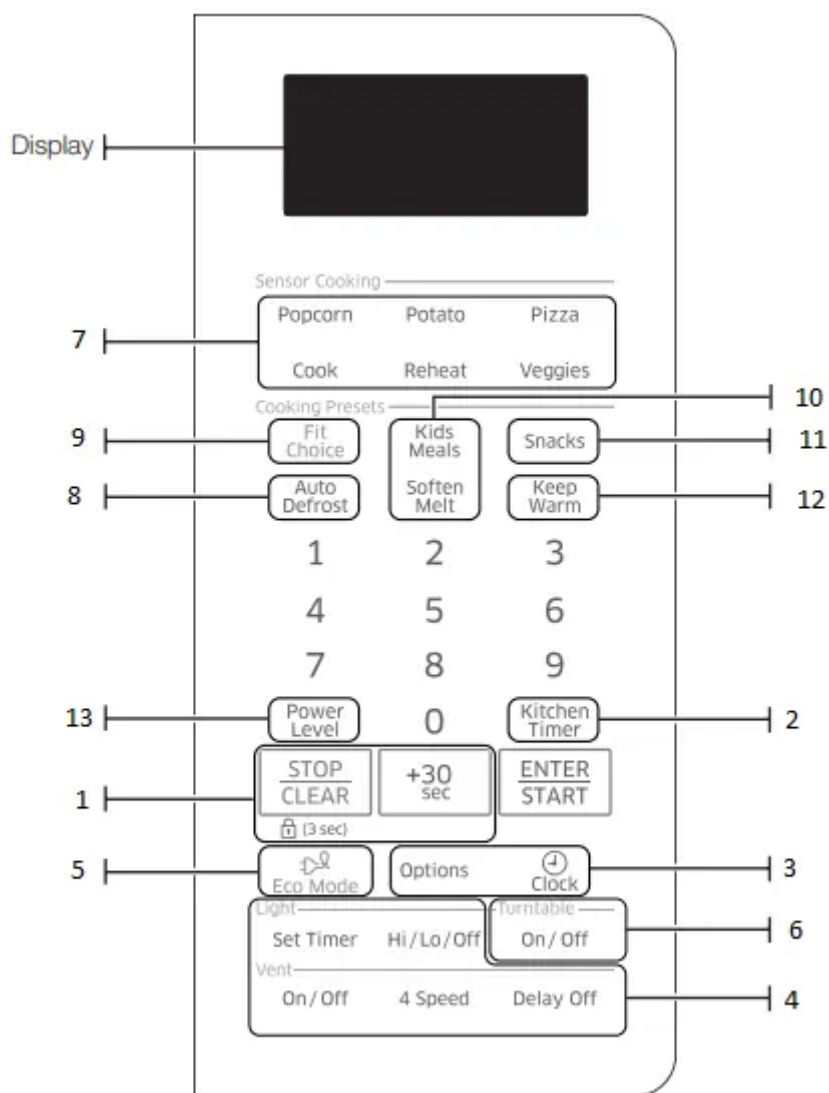 Display
Sensor Cooking
Popcorn Potato Pizza
7
Cook Reheat Veggies
Cooking Presets
10
9
Fit
Choice
Kids
Meals
Snacks
11
8
Auto
Defrost
Soften
Melt
Keep
Warm
12
1 2 3
4 5 6
7 8 9
13
Power
Level
0
Kitchen
Timer
2
1
STOP
CLEAR
+30
sec
ENTER
START
(3 sec)
5
Eco Mode
Options
Clock
3
Light
Turntable
Set Timer Hi/Lo/Off On/Off
6
Vent
On/Off 4 Speed Delay Off
4